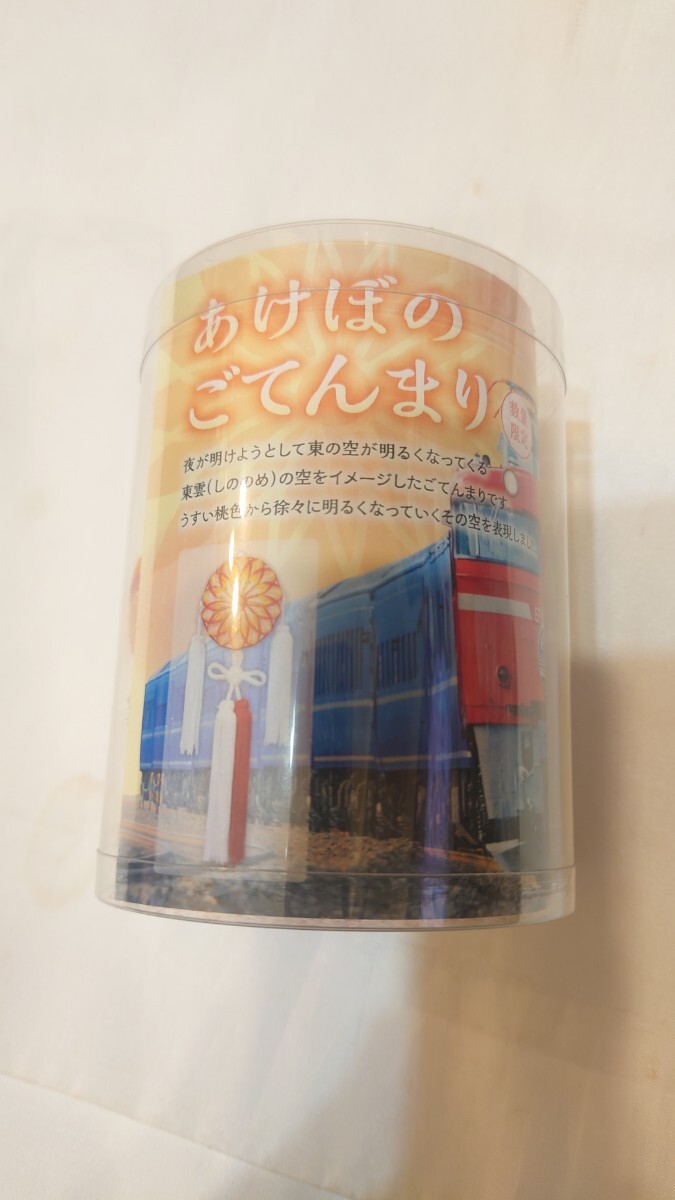 あけぼの
ごてんまり
数量
限定
夜が明けようとして東の空が明るくなってくる
東雲(しののめ)の空をイメージしたごてんまりです
うすい桃色から徐々に明るくなっていくその空を表現しまし